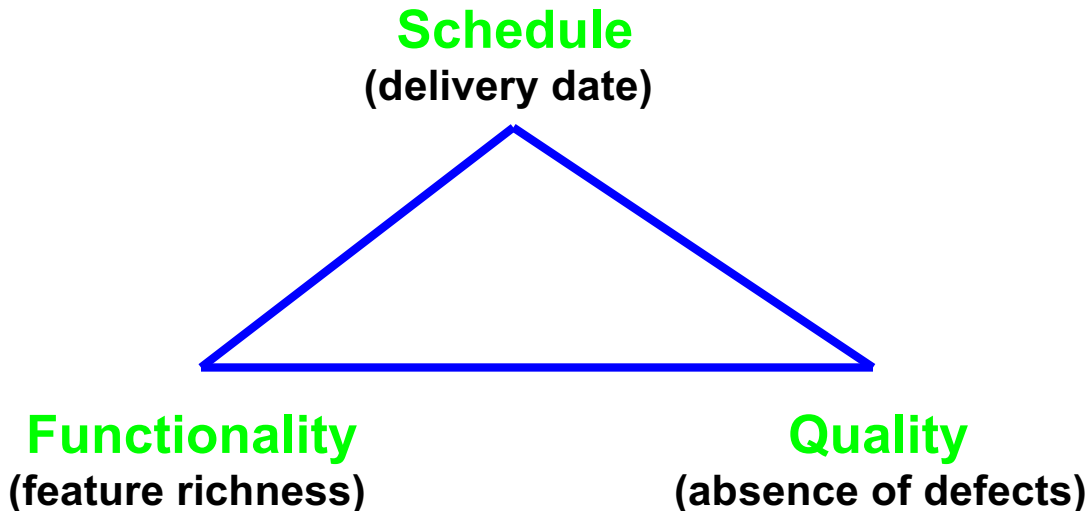 Schedule
(delivery date)
Functionality
(feature richness)
Quality
(absence of defects)